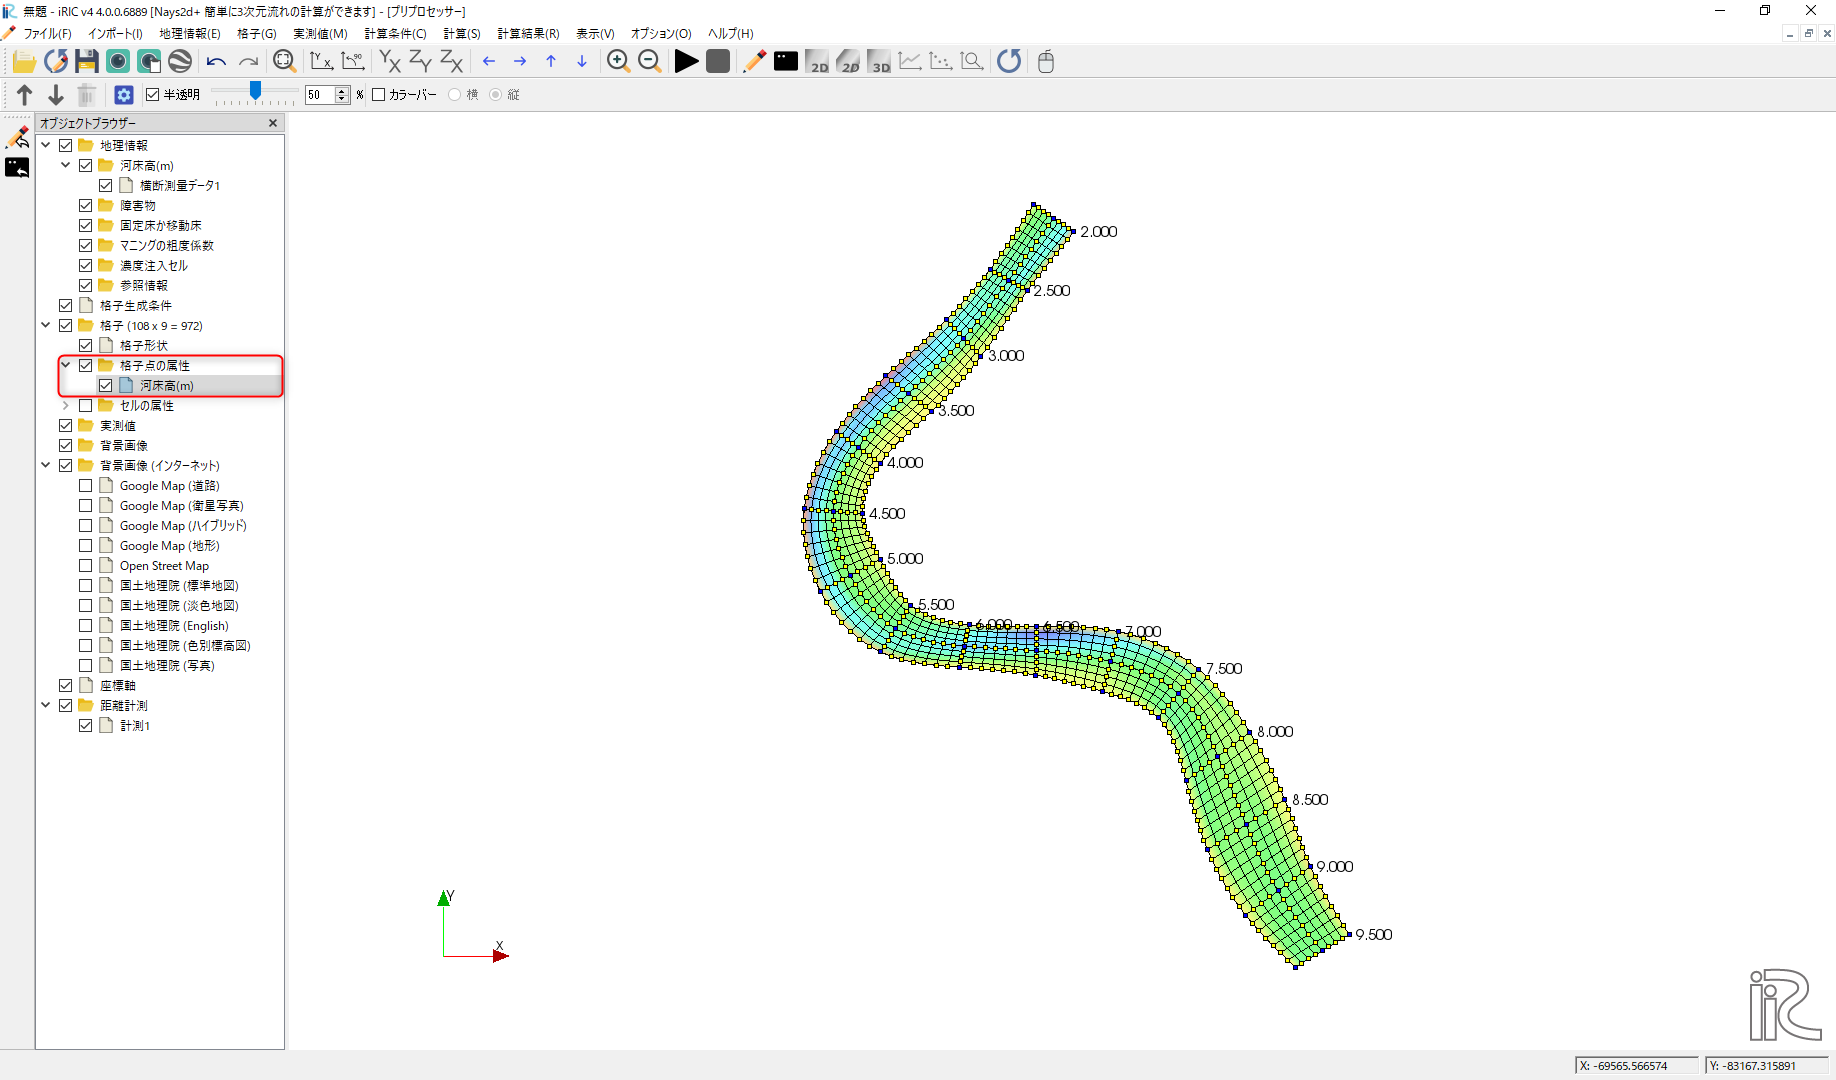 無題 - iRIC v4 4.0.0.6889 [Nays2d+ 簡単に3次元流れの計算ができます] - [プリプロセッサー]
ファイル(F) インポート(I) 地理情報(E) 格子(G) 実測値(M) 計算条件(C) 計算(S) 計算結果(R) 表示(V) オプション(O) ヘルプ(H)
Y X -90 YX ZY ZX 2D 2D 3D
半透明 50 % カラーバー 横 縦
オブジェクトブラウザー
地理情報
河床高(m)
横断測量データ1
障害物
固定床か移動床
マニングの粗度係数
濃度注入セル
参照情報
格子生成条件
格子 (108 x 9 = 972)
格子形状
格子点の属性
河床高(m)
セルの属性
実測値
背景画像
背景画像 (インターネット)
Google Map (道路)
Google Map (衛星写真)
Google Map (ハイブリッド)
Google Map (地形)
Open Street Map
国土地理院 (標準地図)
国土地理院 (淡色地図)
国土地理院 (English)
国土地理院 (色別標高図)
国土地理院 (写真)
座標軸
距離計測
計測1
2.000
2.500
3.000
3.500
4.000
4.500
5.000
5.500
6.000
6.500
7.000
7.500
8.000
8.500
9.000
9.500
Y
X
iRIC
X: -69565.566574
Y: -83167.315891